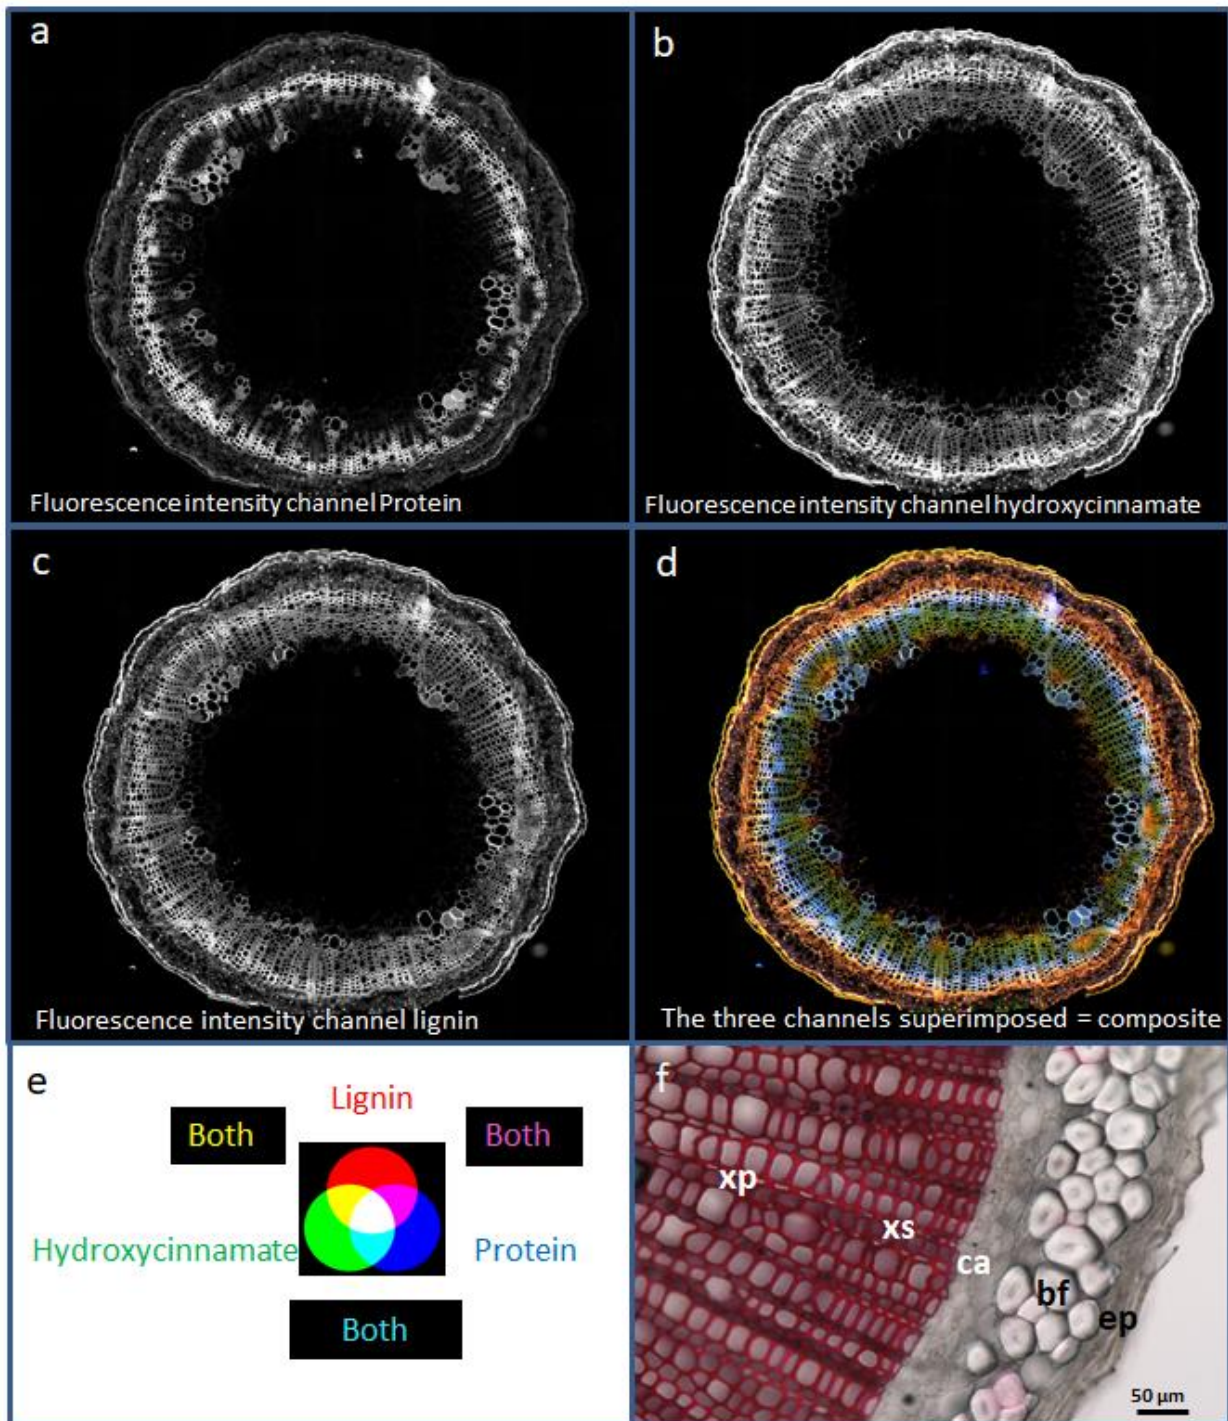 a
b
Fluorescence intensity channel Protein
Fluorescence intensity channel hydroxycinnamate
c
d
Fluorescence intensity channel lignin
The three channels superimposed = composite
e
Lignin
Both
Both
Hydroxycinnamate
Protein
Both
f
xp
xs
ca
bf
ep
50 µm